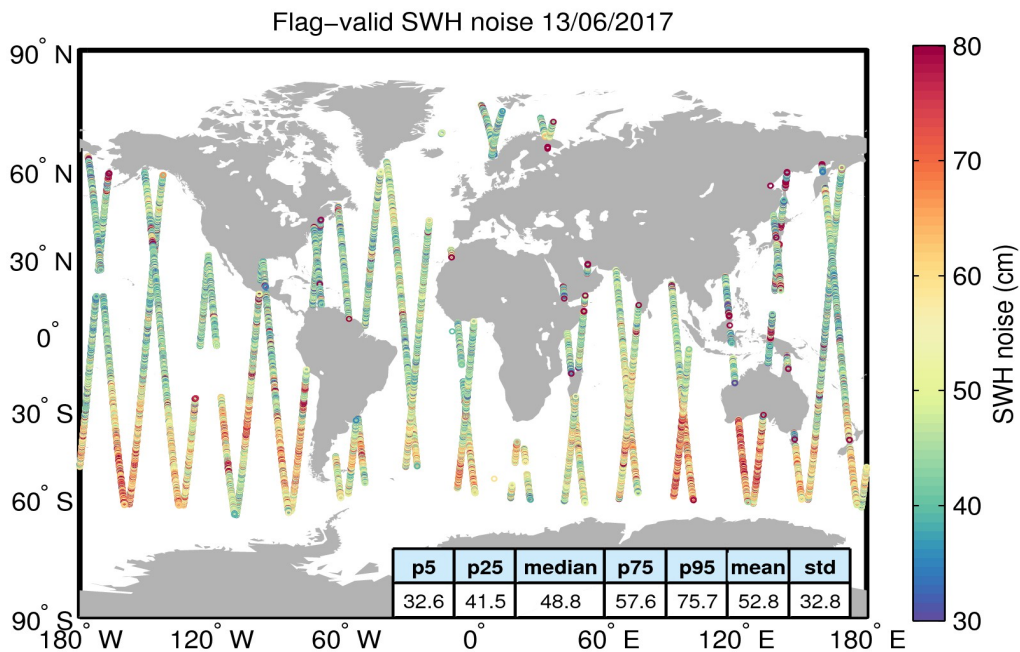 Flag−valid SWH noise 13/06/2017
90° N
60° N
30° N
0°
30° S
60° S
90° S
180° W
120° W
60° W
0°
60° E
120° E
180° E
p5 p25 median p75 p95 mean std
32.6 41.5 48.8 57.6 75.7 52.8 32.8
80
70
60
50
40
30
SWH noise (cm)